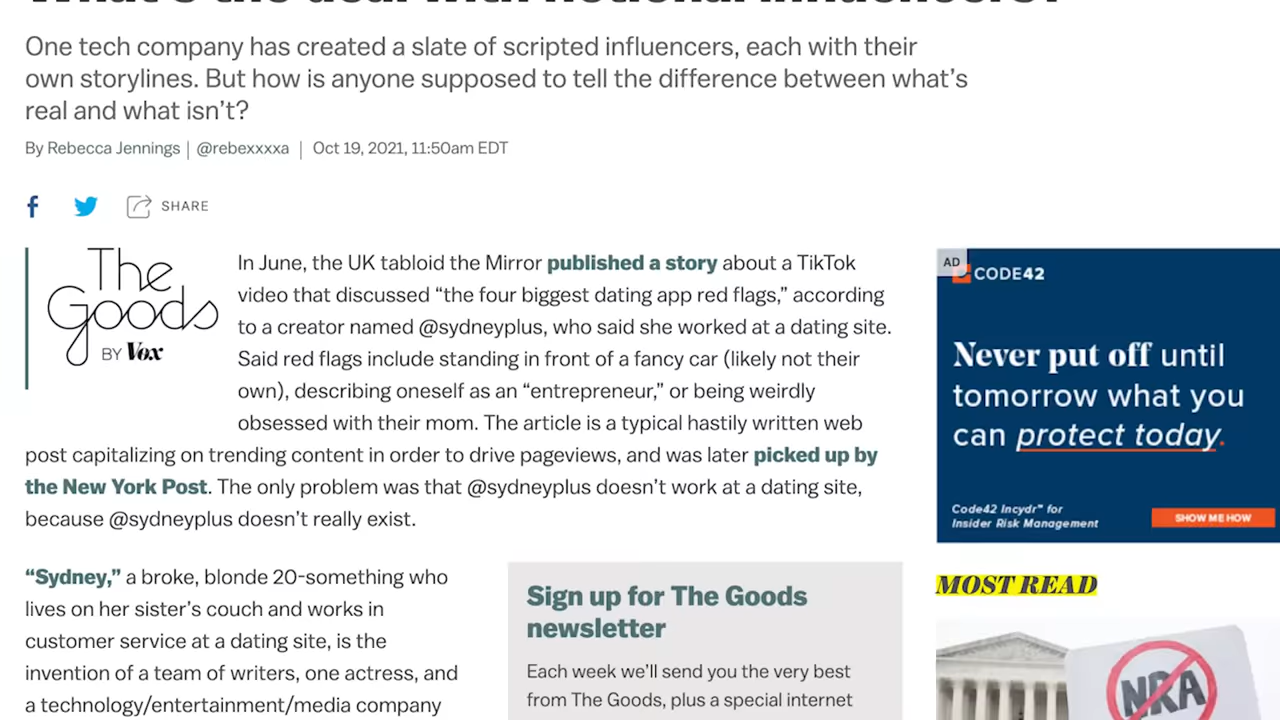 What's the deal with fictional influencers?
One tech company has created a slate of scripted influencers, each with their
own storylines. But how is anyone supposed to tell the difference between what's
real and what isn't?
By Rebecca Jennings | @rebexxxxa | Oct 19, 2021, 11:50am EDT
SHARE
The
Goods
BY Vox
In June, the UK tabloid the Mirror published a story about a TikTok
video that discussed “the four biggest dating app red flags,” according
to a creator named @sydneyplus, who said she worked at a dating site.
Said red flags include standing in front of a fancy car (likely not their
own), describing oneself as an “entrepreneur,” or being weirdly
obsessed with their mom. The article is a typical hastily written web
post capitalizing on trending content in order to drive pageviews, and was later picked up by
the New York Post. The only problem was that @sydneyplus doesn't work at a dating site,
because @sydneyplus doesn't really exist.
“Sydney,” a broke, blonde 20-something who
lives on her sister's couch and works in
customer service at a dating site, is the
invention of a team of writers, one actress, and
a technology/entertainment/media company
Sign up for The Goods
newsletter
Each week we'll send you the very best
from The Goods, plus a special internet
AD
CODE42
Never put off until
tomorrow what you
can protect today.
Code42 Incydr™ for
Insider Risk Management
SHOW ME HOW
MOST READ
NRA